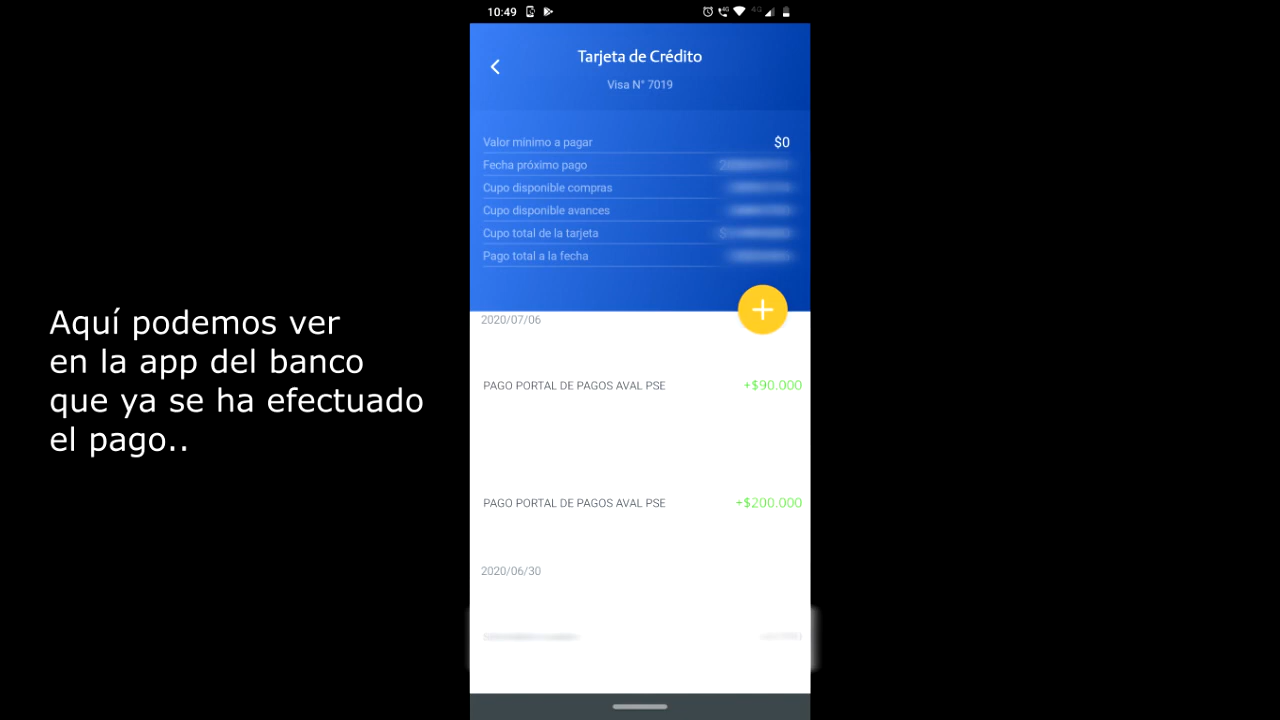 10:49
4G
4G
Tarjeta de Crédito
Visa N° 7019
Valor minimo a pagar $0
Fecha próximo pago
Cupo disponible compras
Cupo disponible avances
Cupo total de la tarjeta
Pago total a la fecha
2020/07/06
PAGO PORTAL DE PAGOS AVAL PSE +$90.000
PAGO PORTAL DE PAGOS AVAL PSE +$200.000
2020/06/30
Aquí podemos ver
en la app del banco
que ya se ha efectuado
el pago..